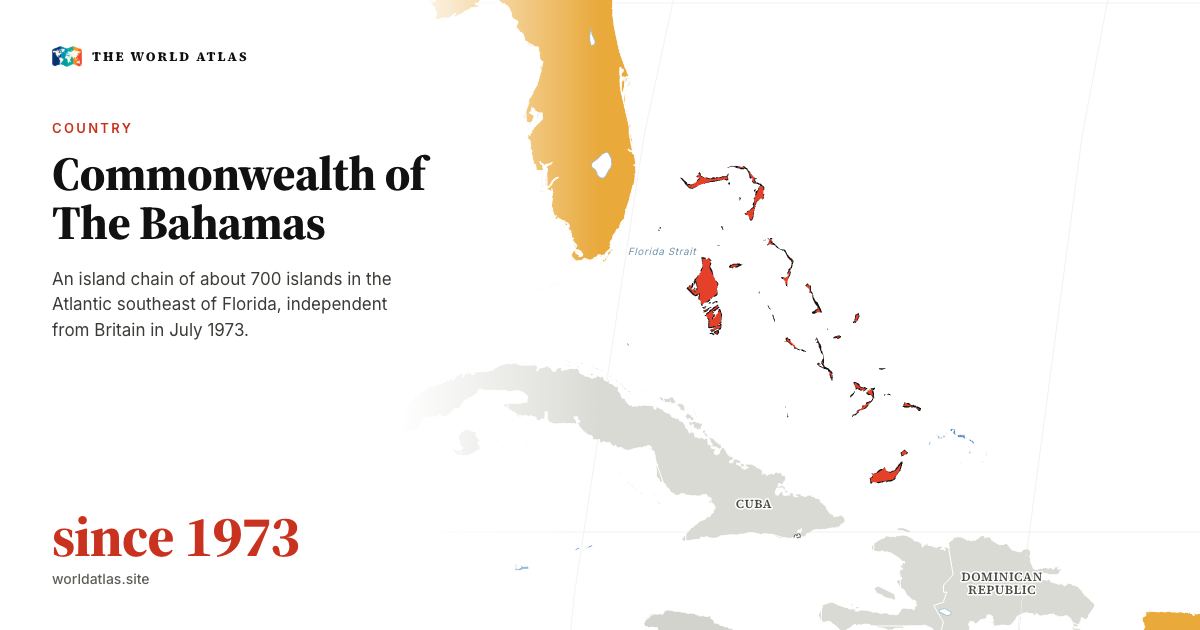 THE WORLD ATLAS
COUNTRY
Commonwealth of
The Bahamas
An island chain of about 700 islands in the
Atlantic southeast of Florida, independent
from Britain in July 1973.
since 1973
worldatlas.site
Florida Strait
CUBA
DOMINICAN
REPUBLIC